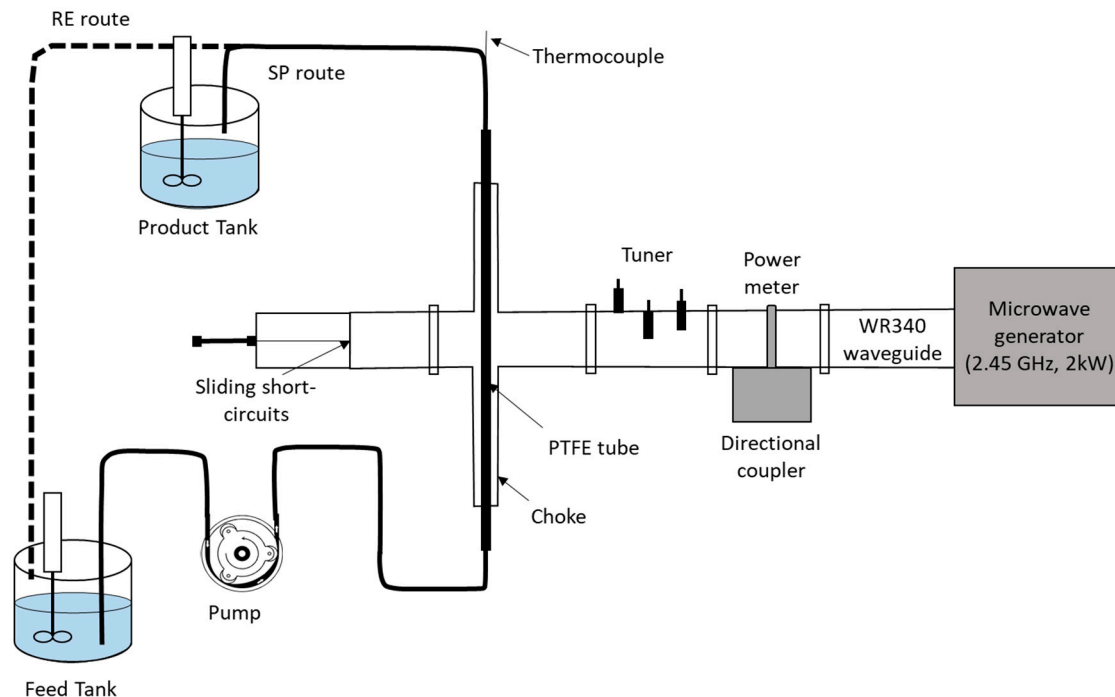 RE route
SP route
Thermocouple
Product Tank
Tuner
Power
meter
Microwave
generator
(2.45 GHz, 2kW)
WR340
waveguide
Sliding short-
circuits
PTFE tube
Directional
coupler
Choke
Pump
Feed Tank